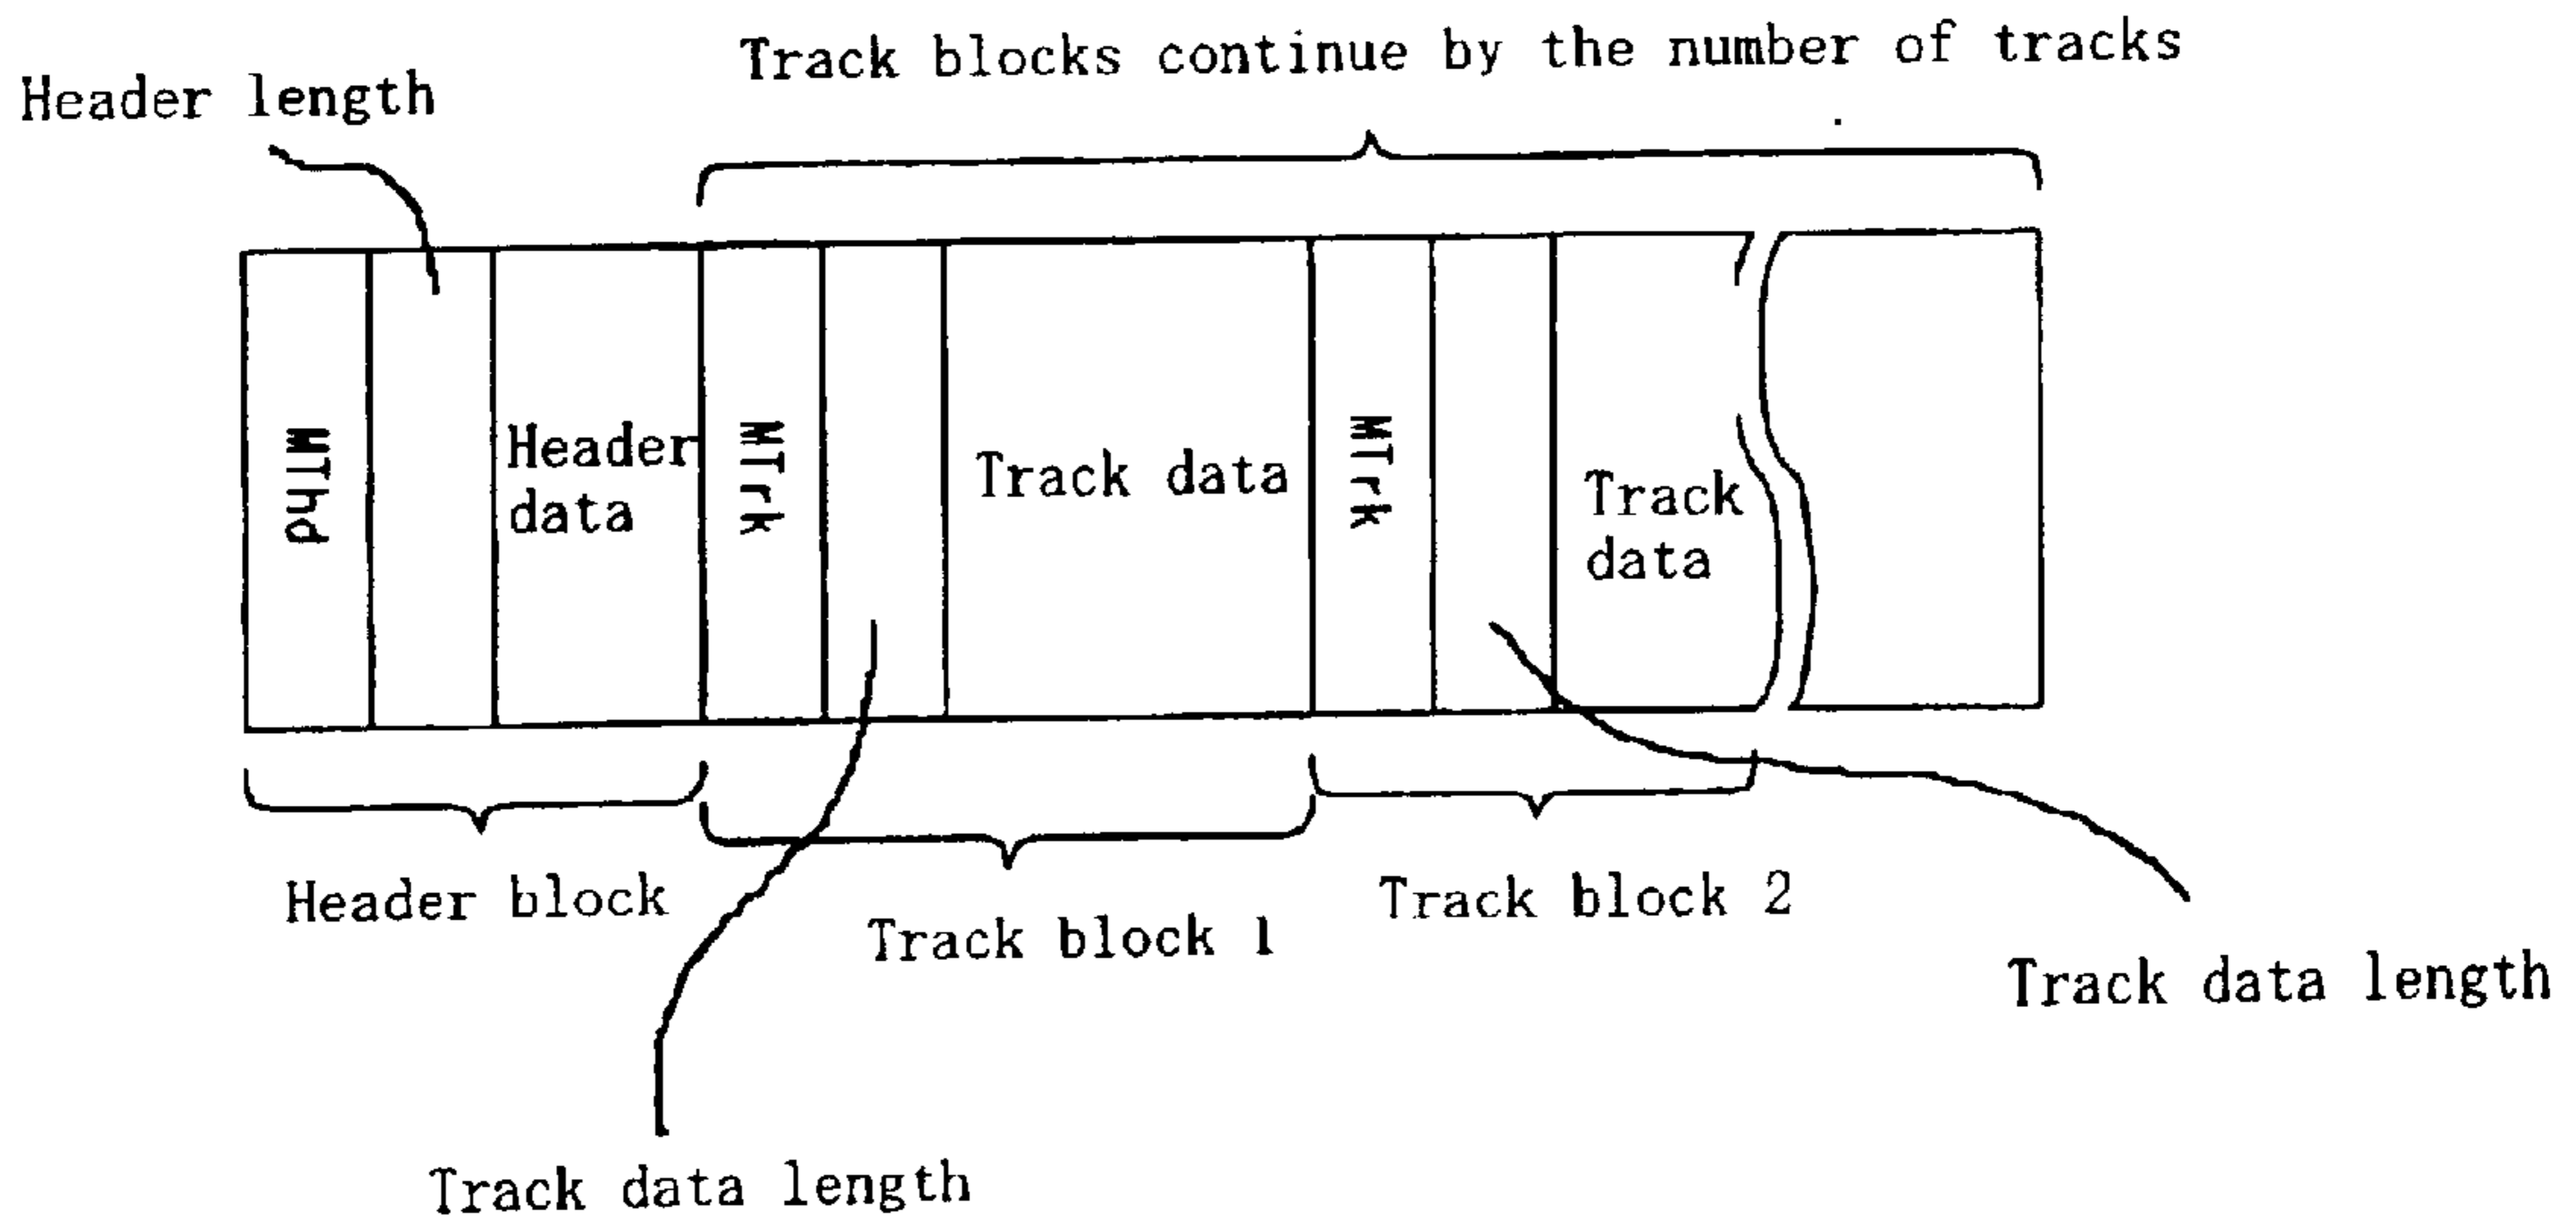 Track blocks continue by the number of tracks
Header length
MThd
Header
data
MTrk
Track data
MTrk
Track
data
Header block
Track block 1
Track block 2
Track data length
Track data length